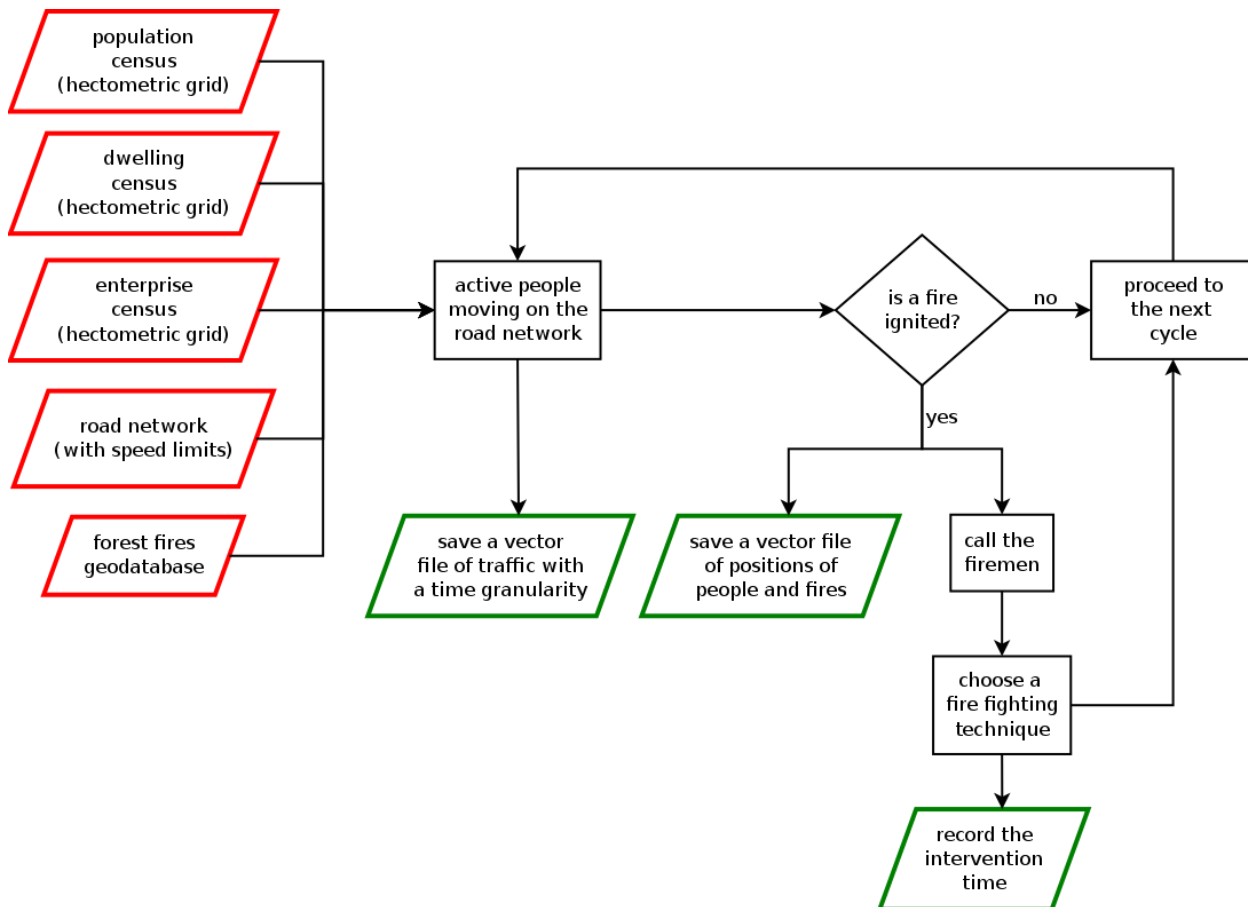 population
census
(hectometric grid)
dwelling
census
(hectometric grid)
enterprise
census
(hectometric grid)
road network
(with speed limits)
forest fires
geodatabase
active people
moving on the
road network
is a fire
ignited?
no
proceed to
the next
cycle
yes
save a vector
file of traffic with
a time granularity
save a vector file
of positions of
people and fires
call the
firemen
choose a
fire fighting
technique
record the
intervention
time